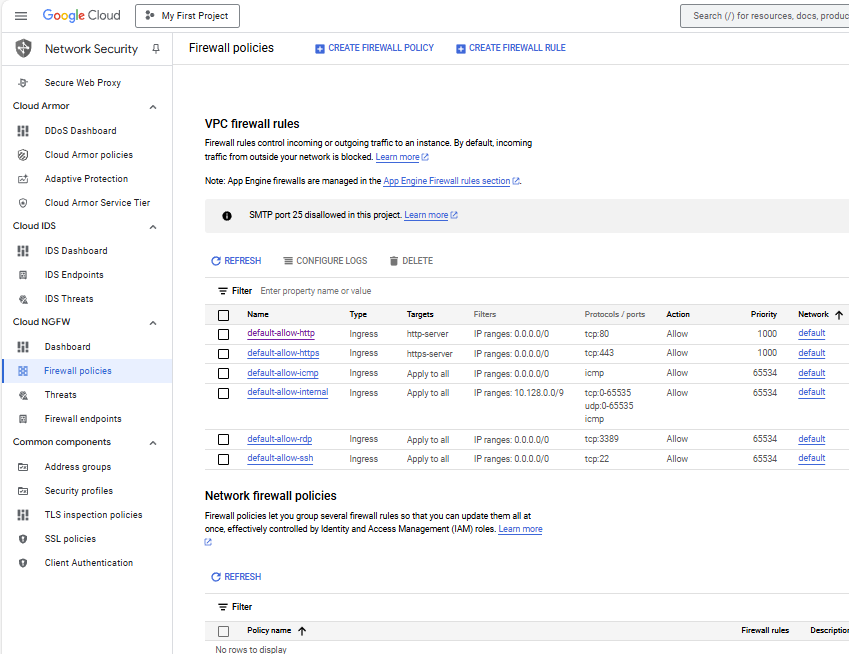 Google Cloud
My First Project
Search (/) for resources, docs, produc
Network Security
Firewall policies
CREATE FIREWALL POLICY
CREATE FIREWALL RULE
Secure Web Proxy
Cloud Armor
DDoS Dashboard
Cloud Armor policies
Adaptive Protection
Cloud Armor Service Tier
Cloud IDS
IDS Dashboard
IDS Endpoints
IDS Threats
Cloud NGFW
Dashboard
Firewall policies
Threats
Firewall endpoints
Common components
Address groups
Security profiles
TLS inspection policies
SSL policies
Client Authentication
VPC firewall rules
Firewall rules control incoming or outgoing traffic to an instance. By default, incoming
traffic from outside your network is blocked. Learn more
Note: App Engine firewalls are managed in the App Engine Firewall rules section.
SMTP port 25 disallowed in this project. Learn more
REFRESH CONFIGURE LOGS DELETE
Filter Enter property name or value
Name Type Targets Filters Protocols / ports Action Priority Network
default-allow-http Ingress http-server IP ranges: 0.0.0.0/0 tcp:80 Allow 1000 default
default-allow-https Ingress https-server IP ranges: 0.0.0.0/0 tcp:443 Allow 1000 default
default-allow-icmp Ingress Apply to all IP ranges: 0.0.0.0/0 icmp Allow 65534 default
default-allow-internal Ingress Apply to all IP ranges: 10.128.0.0/9 tcp:0-65535 Allow 65534 default
udp:0-65535
icmp
default-allow-rdp Ingress Apply to all IP ranges: 0.0.0.0/0 tcp:3389 Allow 65534 default
default-allow-ssh Ingress Apply to all IP ranges: 0.0.0.0/0 tcp:22 Allow 65534 default
Network firewall policies
Firewall policies let you group several firewall rules so that you can update them all at
once, effectively controlled by Identity and Access Management (IAM) roles. Learn more
REFRESH
Filter
Policy name Firewall rules Description
No rows to display